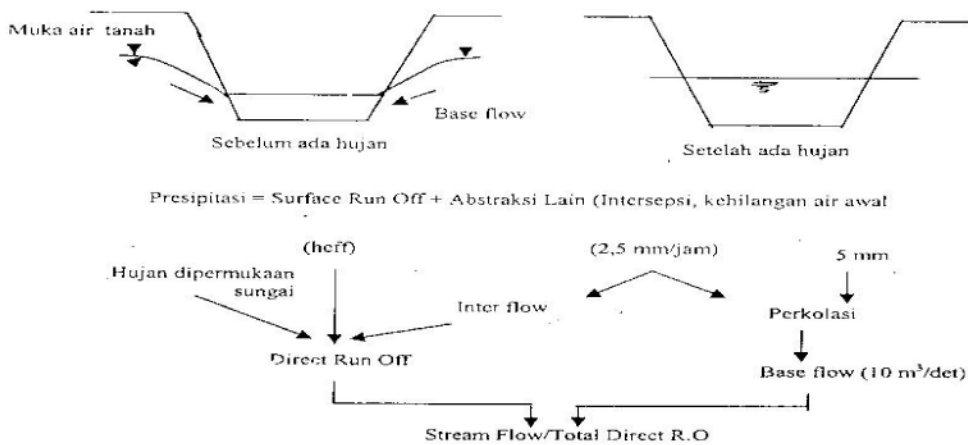 Muka air tanah
Base flow
Sebelum ada hujan
Setelah ada hujan
Presipitasi = Surface Run Off + Abstraksi Lain (Intersepsi, kehilangan air awal
(heff)
(2,5 mm/jam)
5 mm
Hujan dipermukaan
sungai
Inter flow
Perkolasi
Direct Run Off
Base flow (10 m³/det)
Stream Flow/Total Direct R.O